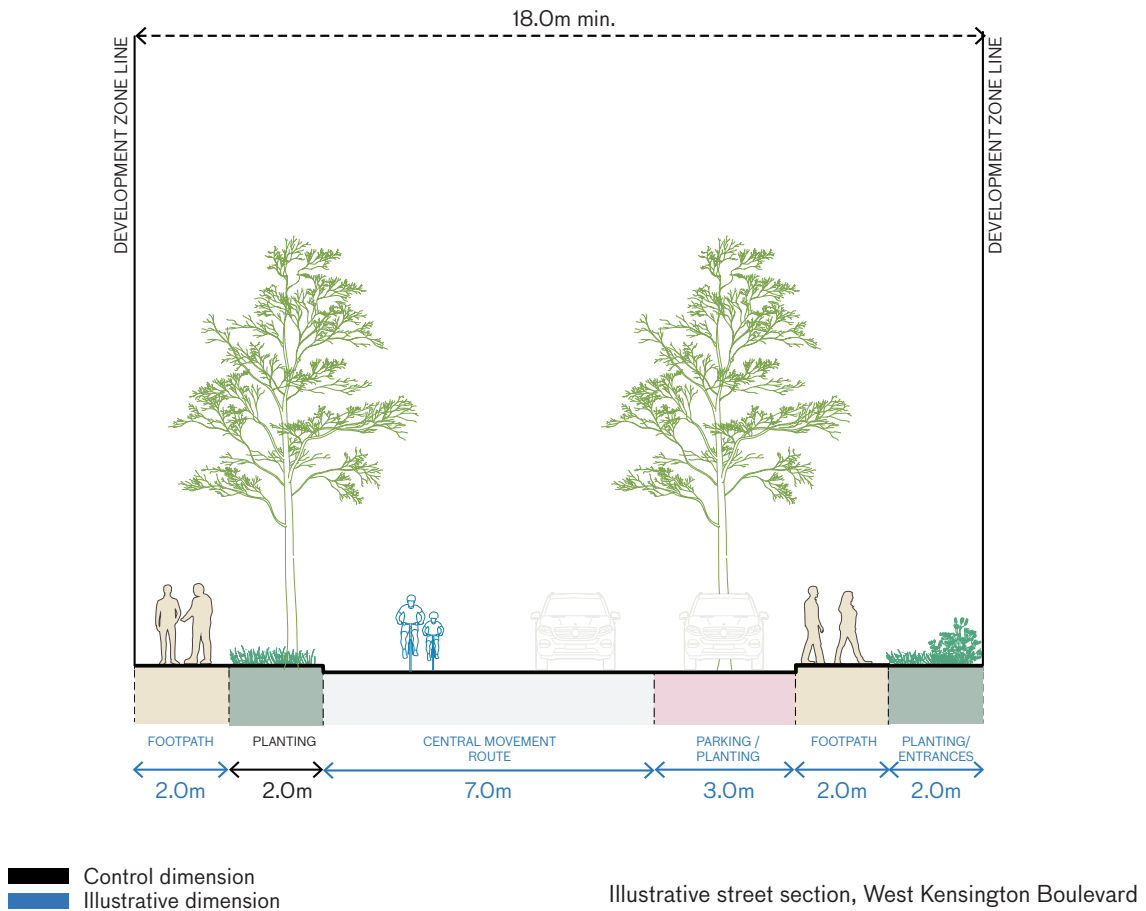 18.0m min.
DEVELOPMENT ZONE LINE
DEVELOPMENT ZONE LINE
FOOTPATH
PLANTING
CENTRAL MOVEMENT
ROUTE
PARKING /
PLANTING
FOOTPATH
PLANTING/
ENTRANCES
2.0m
2.0m
7.0m
3.0m
2.0m
2.0m
Control dimension
Illustrative dimension
Illustrative street section, West Kensington Boulevard